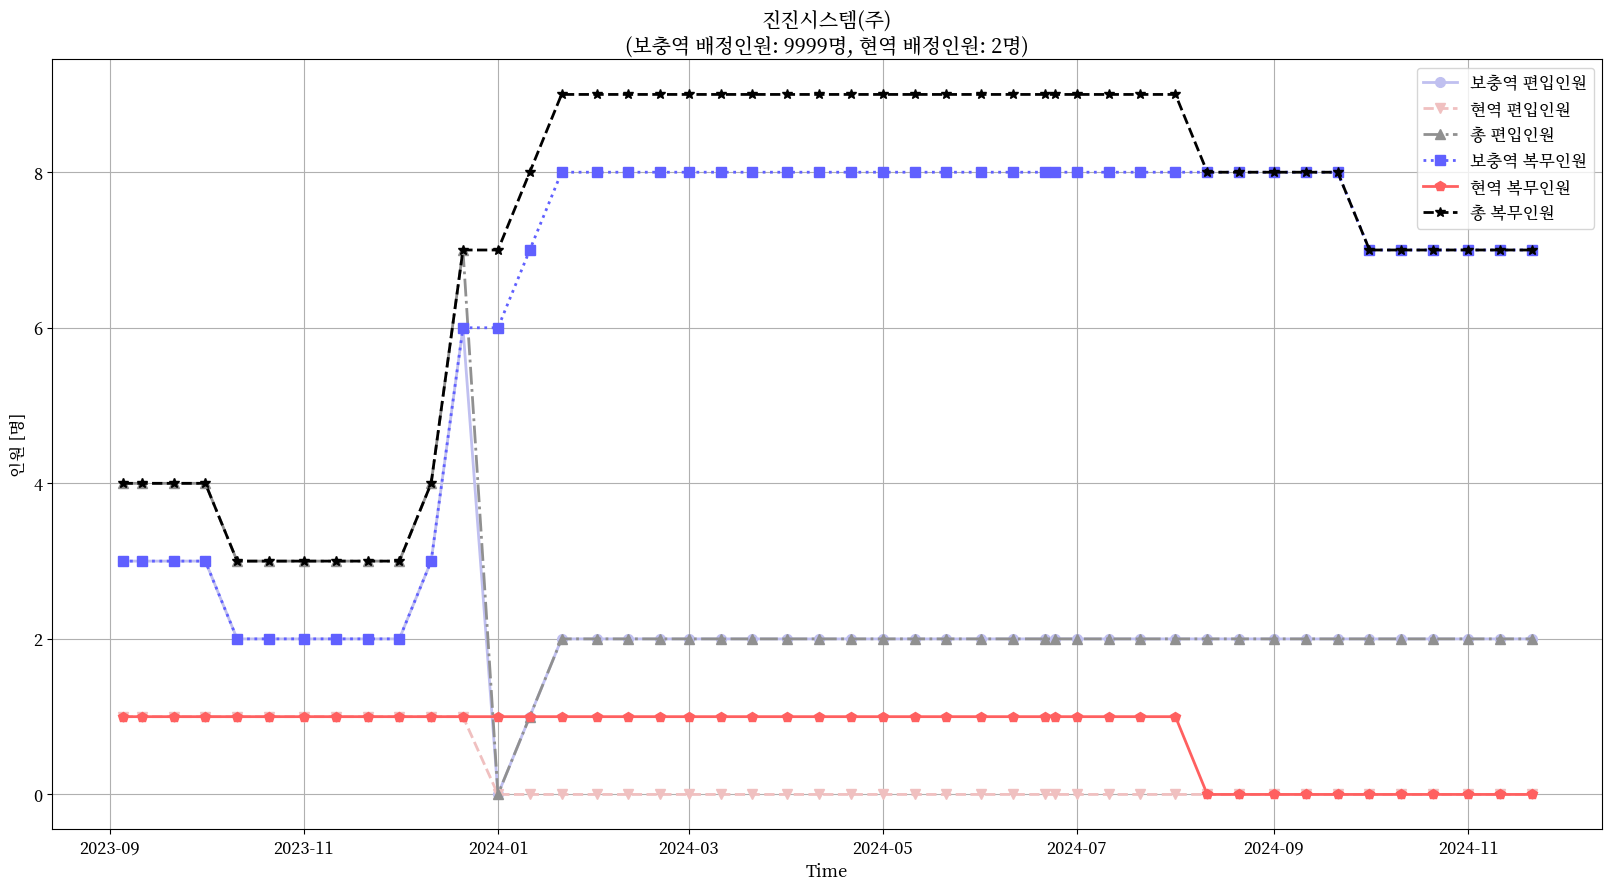 진진시스템(주)
(보충역 배정인원: 9999명, 현역 배정인원: 2명)
보충역 편입인원
현역 편입인원
총 편입인원
보충역 복무인원
현역 복무인원
총 복무인원
인원 [명]
8
6
4
2
0
2023-09
2023-11
2024-01
2024-03
2024-05
2024-07
2024-09
2024-11
Time